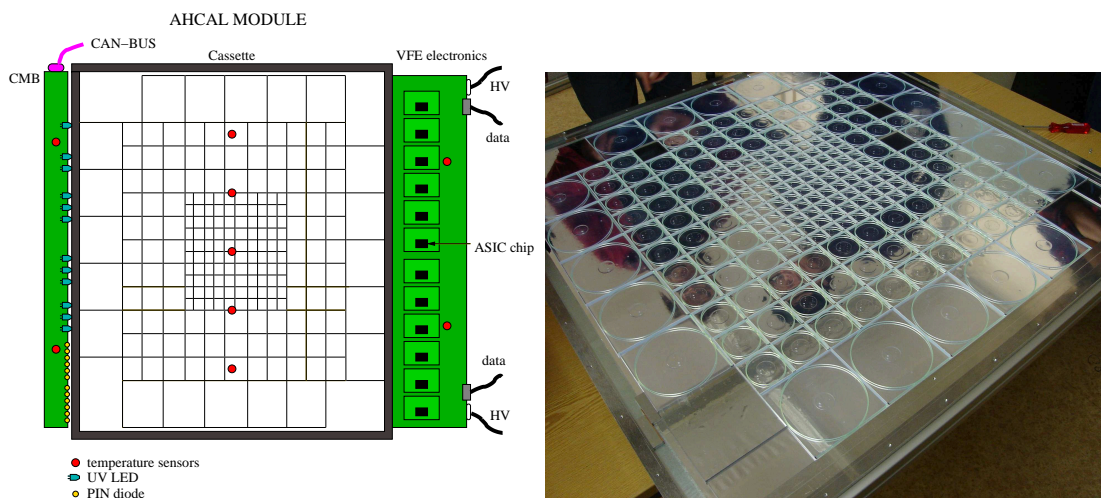 AHCAL MODULE
CAN−BUS
Cassette
VFE electronics
CMB
HV
data
ASIC chip
data
HV
temperature sensors
UV LED
PIN diode